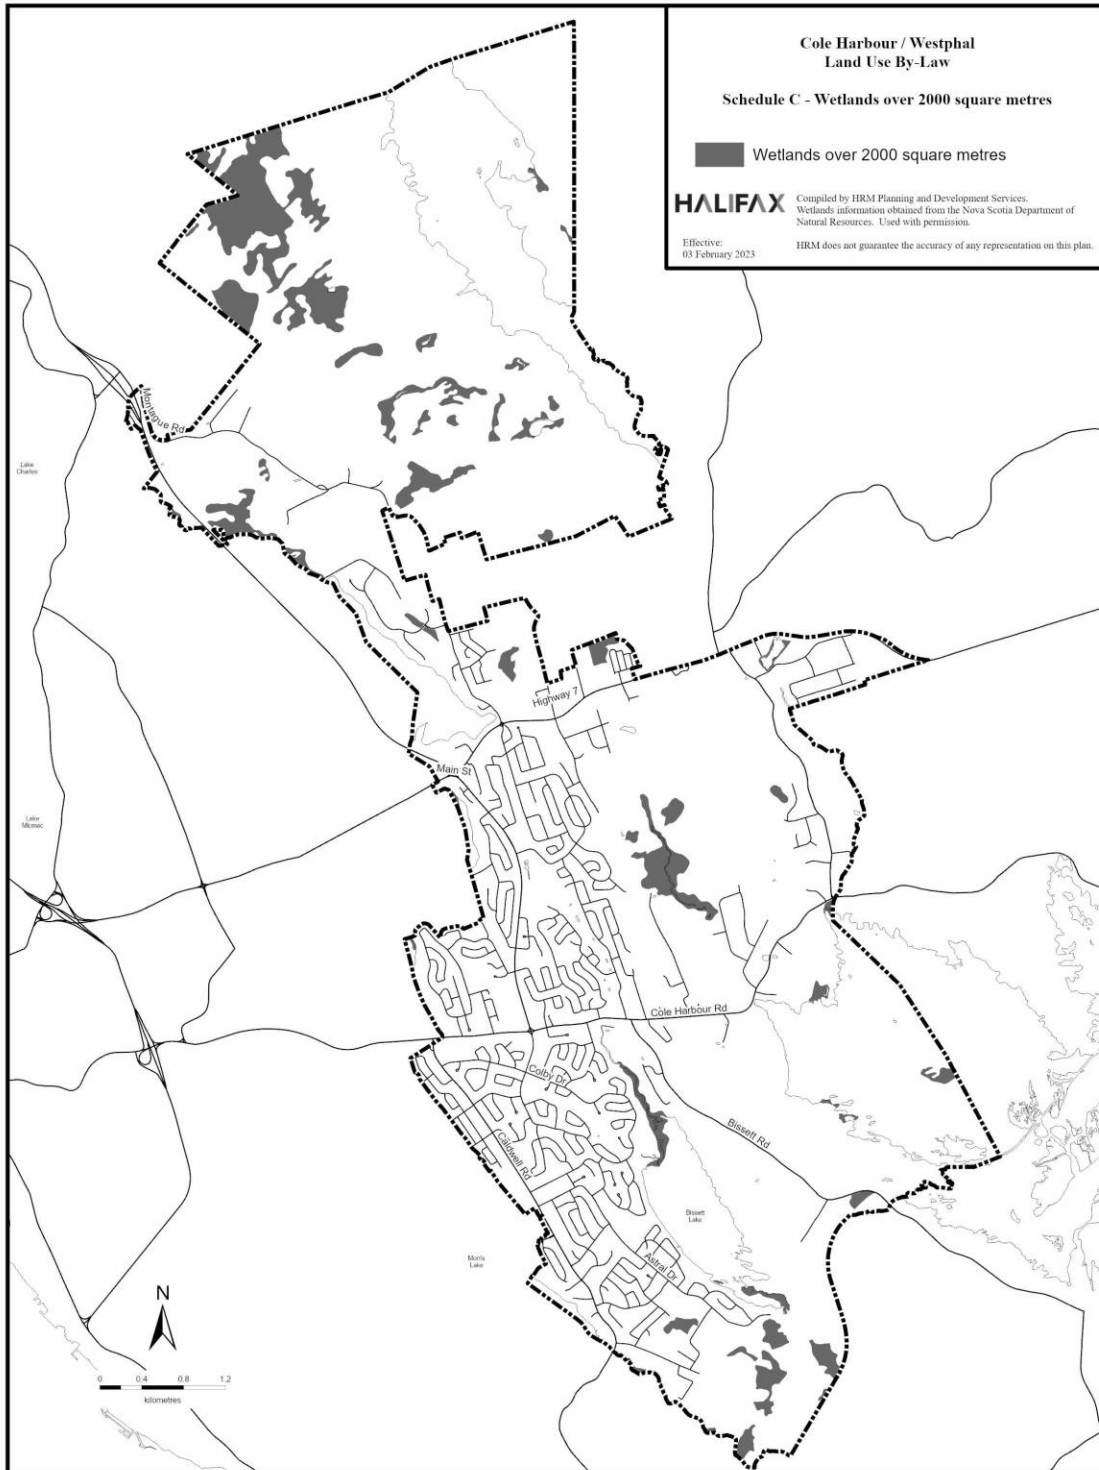 Cole Harbour / Westphal
Land Use By-Law
Schedule C - Wetlands over 2000 square metres
Wetlands over 2000 square metres
HALIFAX
Compiled by HRM Planning and Development Services.
Wetlands information obtained from the Nova Scotia Department of
Natural Resources. Used with permission.
Effective:
03 February 2023
HRM does not guarantee the accuracy of any representation on this plan.
Montague Rd
Lake
Charles
Highway 7
Main St
Lake
Micmac
Cole Harbour Rd
Colby Dr
Caldwell Rd
Bissett Rd
Bissett
Lake
Morris
Lake
Astral Dr
N
0 0.4 0.8 1.2
kilometres